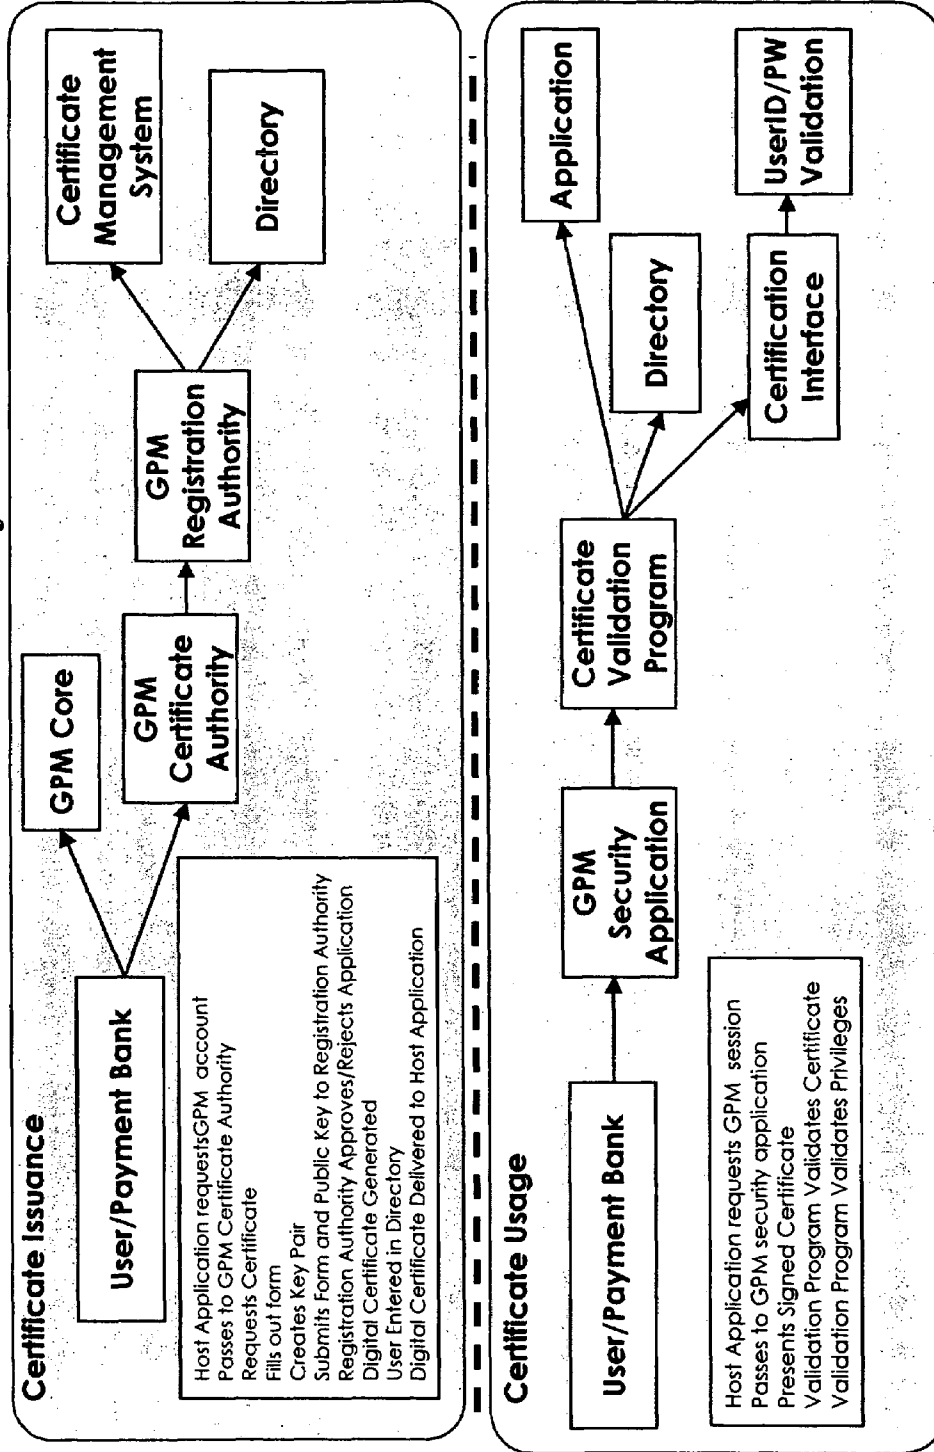 Certificate Issuance
User/Payment Bank
GPM Core
GPM
Certificate
Authority
GPM
Registration
Authority
Certificate
Management
System
Directory
Host Application requestsGPM account
Passes to GPM Certificate Authority
Requests Certificate
Fills out form
Creates Key Pair
Submits Form and Public Key to Registration Authority
Registration Authority Approves/Rejects Application
Digital Certificate Generated
User Entered in Directory
Digital Certificate Delivered to Host Application
Certificate Usage
User/Payment Bank
GPM
Security
Application
Certificate
Validation
Program
Application
Directory
Certification
Interface
UserID/PW
Validation
Host Application requests GPM session
Passes to GPM security application
Presents Signed Certificate
Validation Program Validates Certificate
Validation Program Validates Privileges